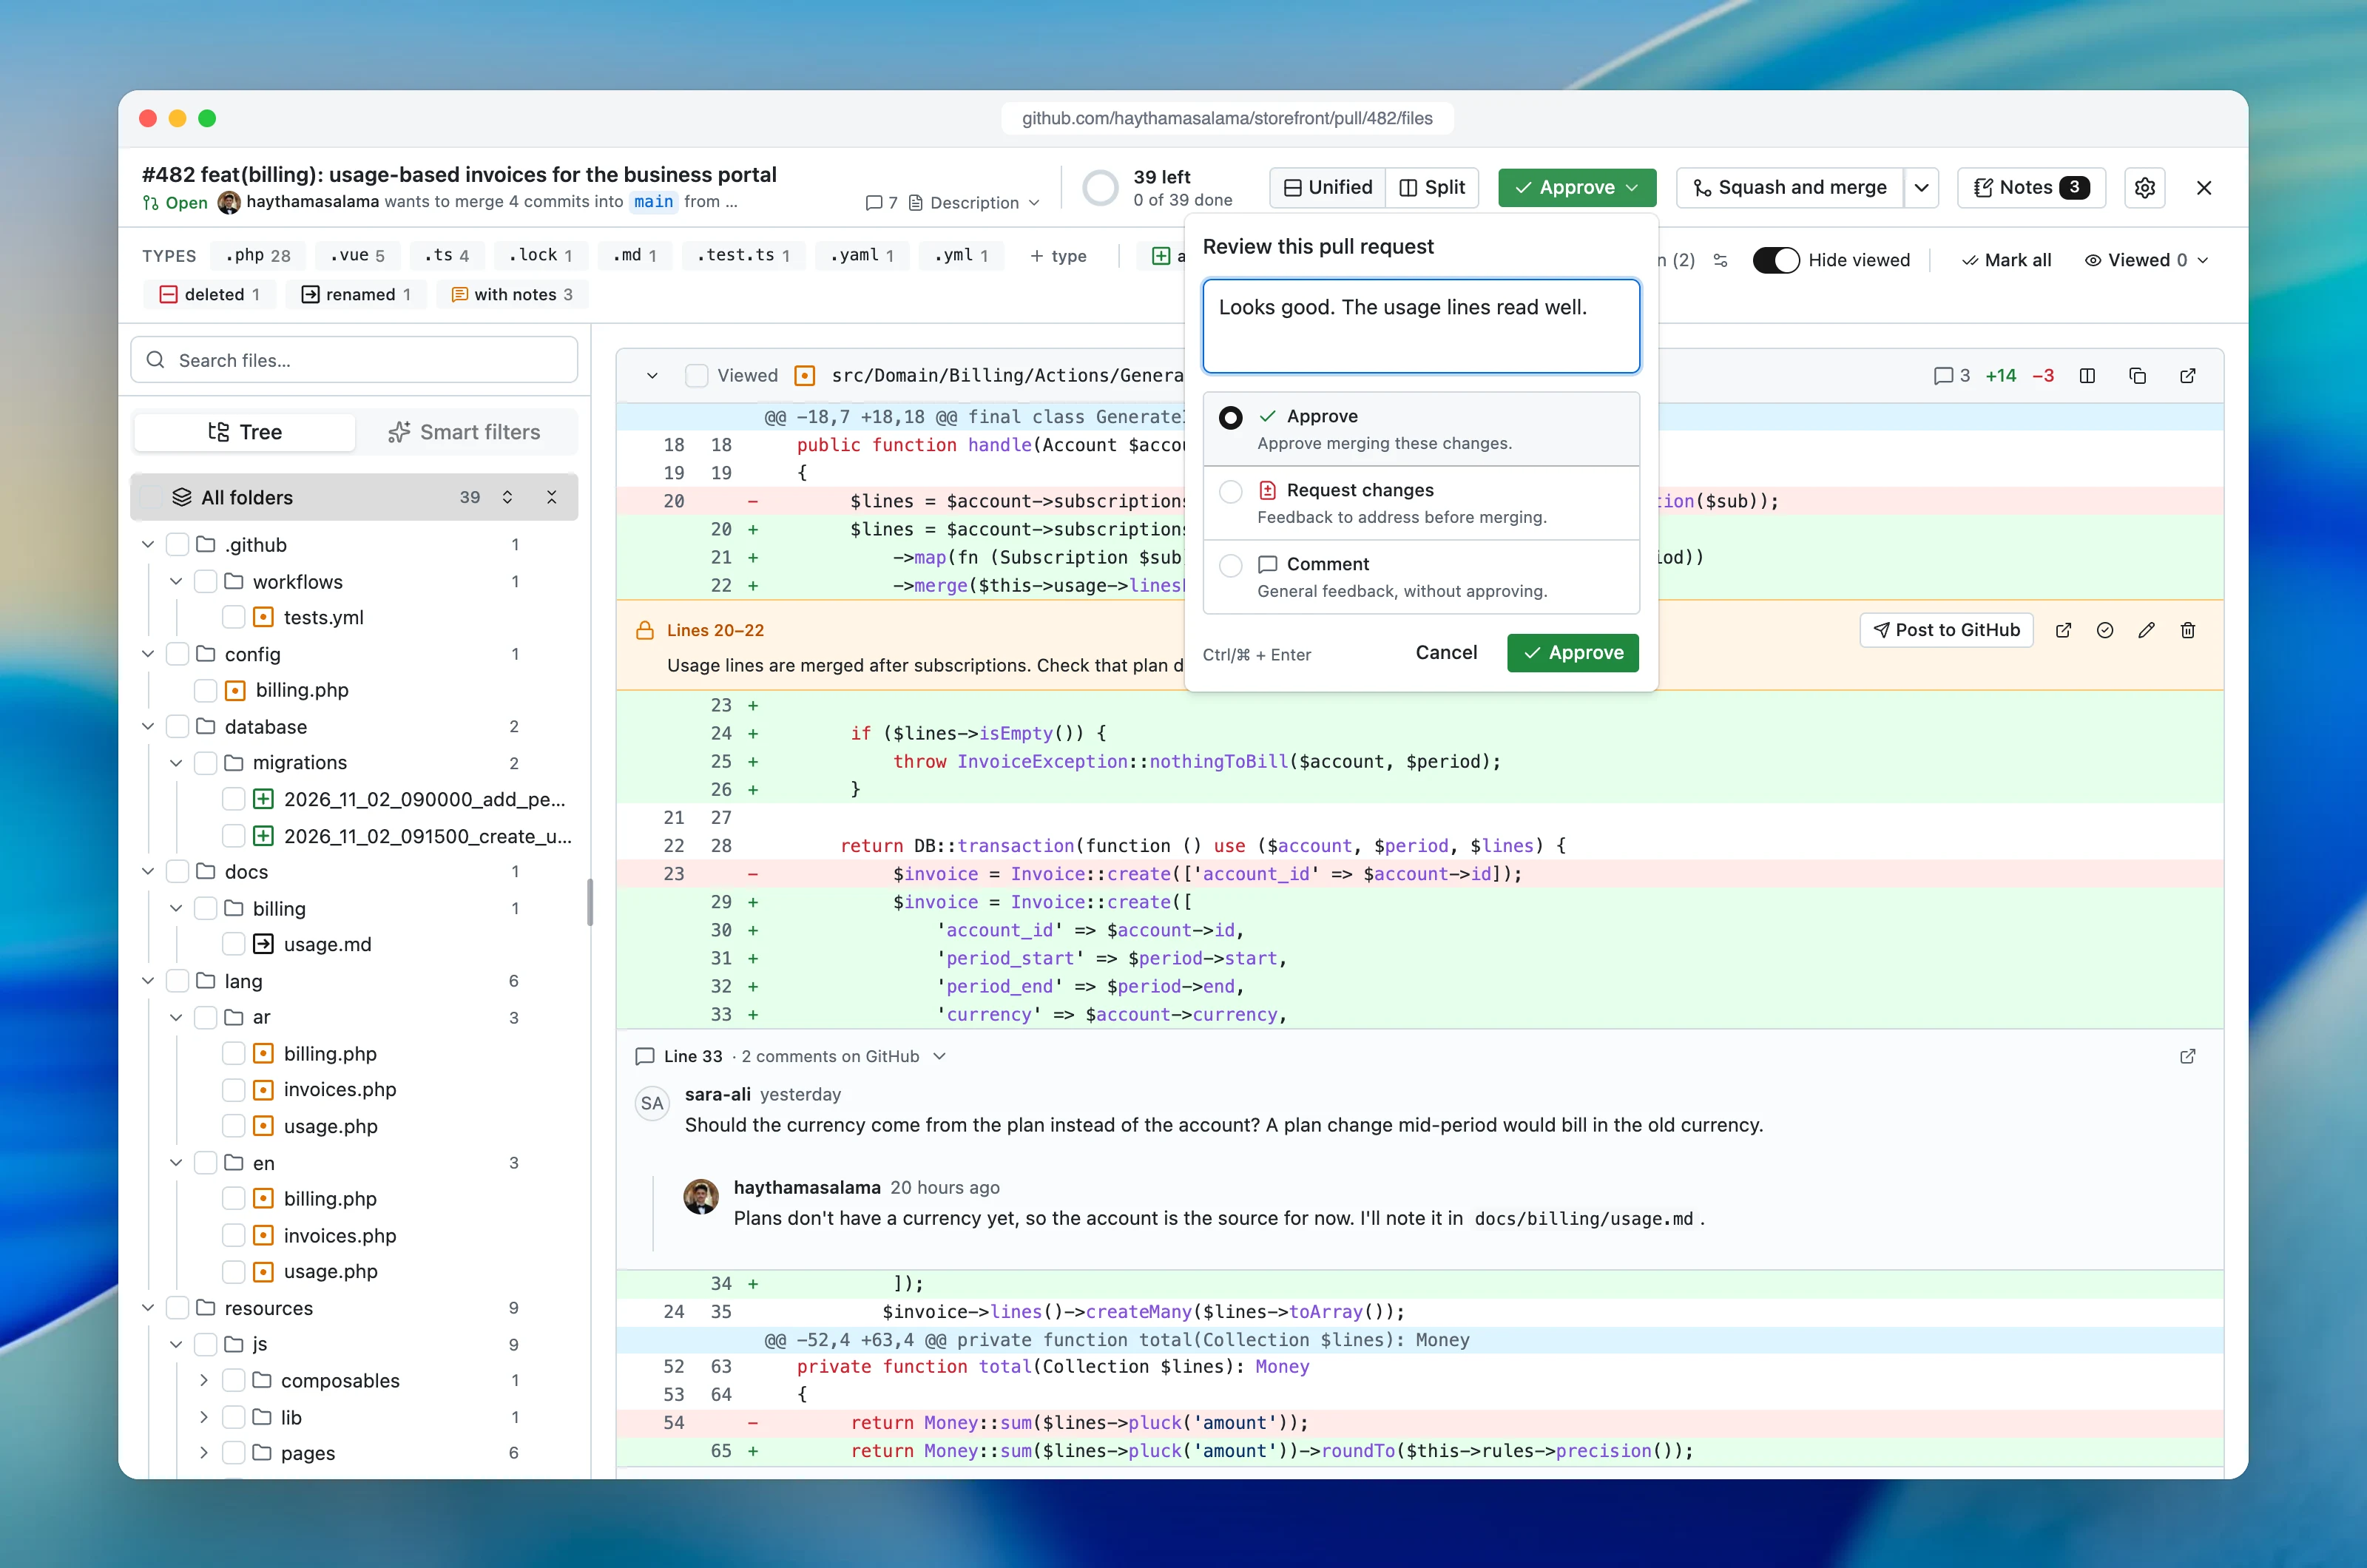 github.com/haythamasalama/storefront/pull/482/files
#482 feat(billing): usage-based invoices for the business portal
Open haythamasalama wants to merge 4 commits into main from ...
7 Description
39 left
0 of 39 done
Unified Split
Approve
Squash and merge
Notes 3
TYPES .php 28 .vue 5 .ts 4 .lock 1 .md 1 .test.ts 1 .yaml 1 .yml 1 + type
(2) Hide viewed Mark all Viewed 0
deleted 1 renamed 1 with notes 3
Review this pull request
Looks good. The usage lines read well.
Approve
Approve merging these changes.
Request changes
Feedback to address before merging.
Comment
General feedback, without approving.
Ctrl/⌘ + Enter Cancel Approve
Search files...
Tree Smart filters
All folders 39
.github 1
workflows 1
tests.yml
config 1
billing.php
database 2
migrations 2
2026_11_02_090000_add_pe...
2026_11_02_091500_create_u...
docs 1
billing 1
usage.md
lang 6
ar 3
billing.php
invoices.php
usage.php
en 3
billing.php
invoices.php
usage.php
resources 9
js 9
composables 1
lib 1
pages 6
Viewed src/Domain/Billing/Actions/Genera
3 +14 −3
@@ −18,7 +18,18 @@ final class Generate
18 18 public function handle(Account $accou
19 19 {
20 − $lines = $account->subscriptions tion($sub));
20 + $lines = $account->subscriptions
21 + ->map(fn (Subscription $sub iod))
22 + ->merge($this->usage->lines
Lines 20–22
Post to GitHub
Usage lines are merged after subscriptions. Check that plan d
23 +
24 + if ($lines->isEmpty()) {
25 + throw InvoiceException::nothingToBill($account, $period);
26 + }
21 27
22 28 return DB::transaction(function () use ($account, $period, $lines) {
23 − $invoice = Invoice::create(['account_id' => $account->id]);
29 + $invoice = Invoice::create([
30 + 'account_id' => $account->id,
31 + 'period_start' => $period->start,
32 + 'period_end' => $period->end,
33 + 'currency' => $account->currency,
Line 33 · 2 comments on GitHub
SA
sara-ali yesterday
Should the currency come from the plan instead of the account? A plan change mid-period would bill in the old currency.
haythamasalama 20 hours ago
Plans don't have a currency yet, so the account is the source for now. I'll note it in docs/billing/usage.md .
34 + ]);
24 35 $invoice->lines()->createMany($lines->toArray());
@@ −52,4 +63,4 @@ private function total(Collection $lines): Money
52 63 private function total(Collection $lines): Money
53 64 {
54 − return Money::sum($lines->pluck('amount'));
65 + return Money::sum($lines->pluck('amount'))->roundTo($this->rules->precision());